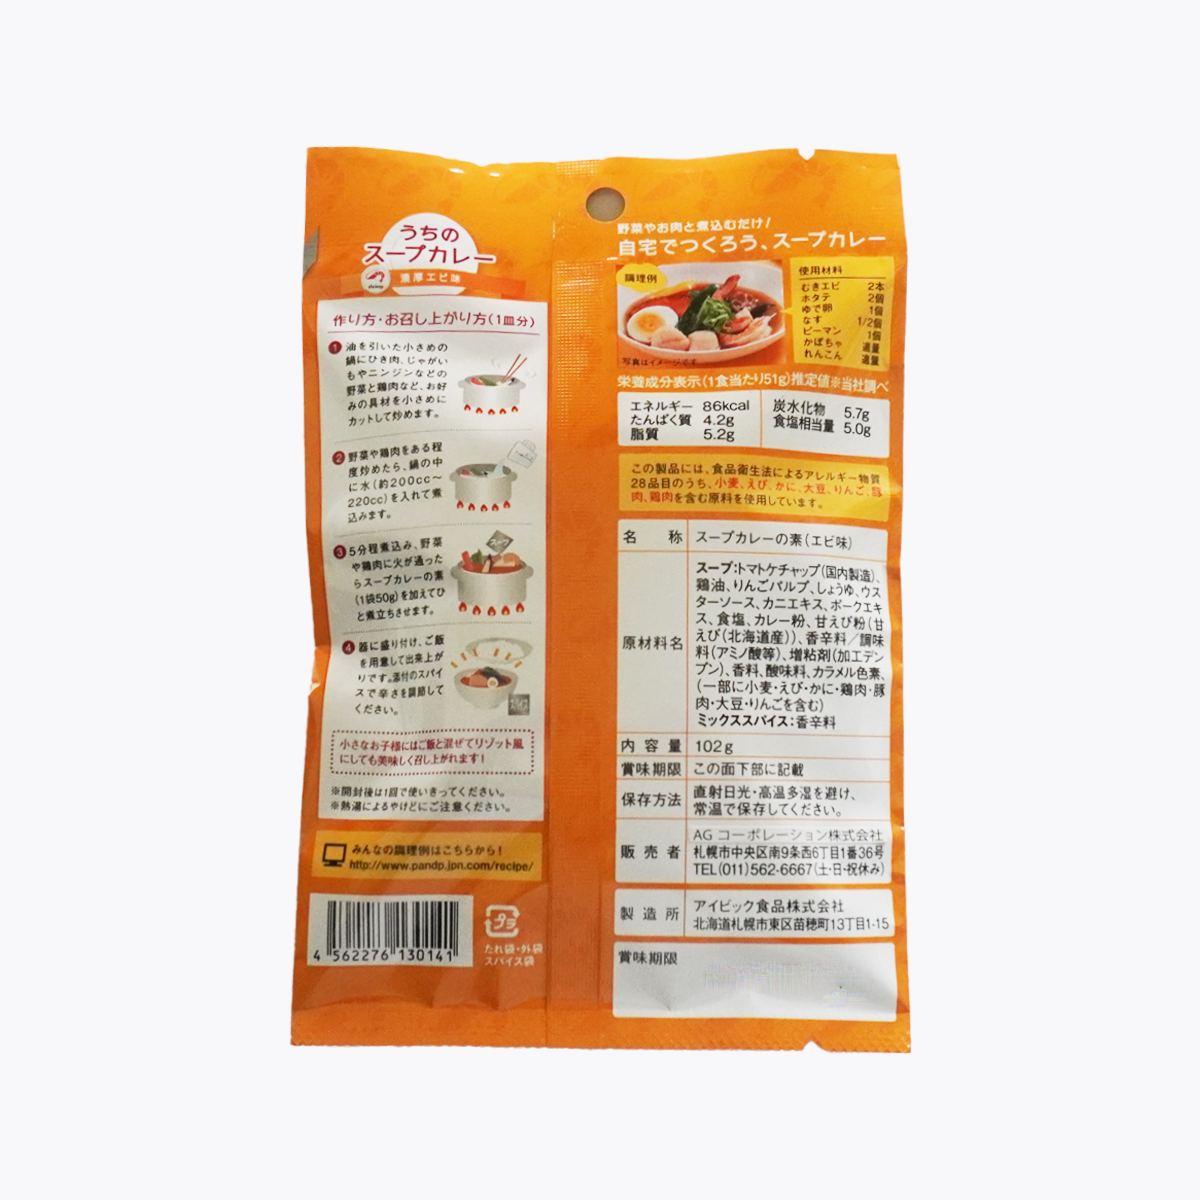 うちの
スープカレー
shrimp
濃厚エビ味
作り方・お召し上がり方(1皿分)
1 油を引いた小さめの
鍋にひき肉、じゃがい
もやニンジンなどの
野菜と鶏肉など、お好
みの具材を小さめに
カットして炒めます。
2 野菜や鶏肉をある程
度炒めたら、鍋の中
に水(約200cc〜
220cc)を入れて煮
込みます。
3 5分程煮込み、野菜
や鶏肉に火が通った
らスープカレーの素
(1袋50g)を加えてひ
と煮立ちさせます。
スープ
4 器に盛り付け、ご飯
を用意して出来上が
りです。添付のスパイ
スで辛さを調節して
ください。
スパイス
小さなお子様にはご飯と混ぜてリゾット風
にしても美味しく召し上がれます!
※開封後は1回で使いきってください。
※熱湯によるやけどにご注意ください。
みんなの調理例はこちらから!
http://www.pandp.jpn.com/recipe/
4 562276 130141
プラ
たれ袋・外袋
スパイス袋
野菜やお肉と煮込むだけ!
自宅でつくろう、スープカレー
調理例
写真はイメージです
使用材料
むきエビ 2本
ホタテ 2個
ゆで卵 1個
なす 1/2個
ピーマン 1個
かぼちゃ 適量
れんこん 適量
栄養成分表示(1食当たり51g)推定値※当社調べ
エネルギー 86kcal
たんぱく質 4.2g
脂質 5.2g
炭水化物 5.7g
食塩相当量 5.0g
この製品には、食品衛生法によるアレルギー物質
28品目のうち、小麦、えび、かに、大豆、りんご、豚
肉、鶏肉を含む原料を使用しています。
名称 スープカレーの素(エビ味)
原材料名 スープ:トマトケチャップ(国内製造)、
鶏油、りんごパルプ、しょうゆ、ウス
ターソース、カニエキス、ポークエキ
ス、食塩、カレー粉、甘えび粉(甘
えび(北海道産))、香辛料/調味
料(アミノ酸等)、増粘剤(加工デン
プン)、香料、酸味料、カラメル色素、
(一部に小麦・えび・かに・鶏肉・豚
肉・大豆・りんごを含む)
ミックススパイス:香辛料
内容量 102g
賞味期限 この面下部に記載
保存方法 直射日光・高温多湿を避け、
常温で保存してください。
販売者 AG コーポレーション株式会社
札幌市中央区南9条西6丁目1番36号
TEL(011)562-6667(土・日・祝休み)
製造所 アイビック食品株式会社
北海道札幌市東区苗穂町13丁目1-15
賞味期限